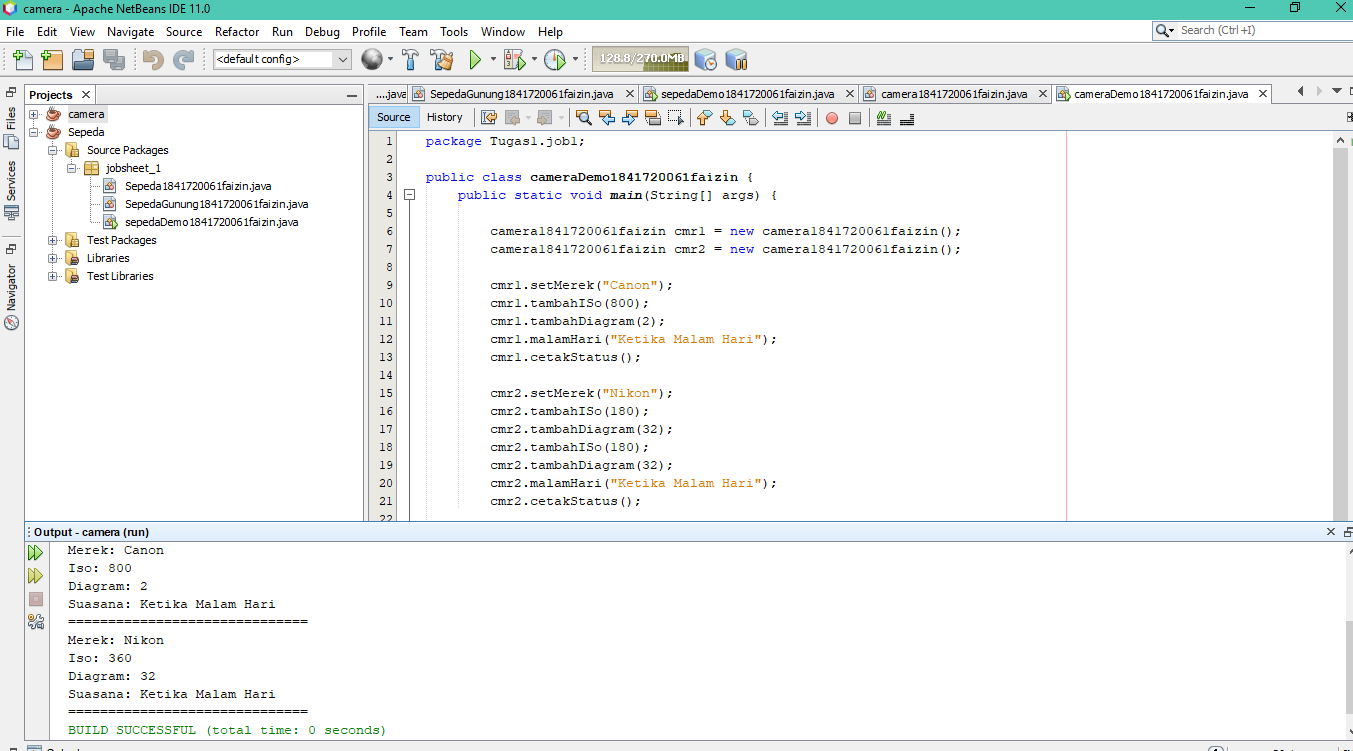 camera - Apache NetBeans IDE 11.0
File Edit View Navigate Source Refactor Run Debug Profile Team Tools Window Help
Search (Ctrl+I)
<default config>
128.8/270.0MB
Files
Services
Navigator
Projects
camera
Sepeda
Source Packages
jobsheet_1
Sepeda1841720061faizin.java
SepedaGunung1841720061faizin.java
sepedaDemo1841720061faizin.java
Test Packages
Libraries
Test Libraries
....java SepedaGunung1841720061faizin.java sepedaDemo1841720061faizin.java camera1841720061faizin.java cameraDemo1841720061faizin.java
Source History
1 package Tugas1.job1;
2
3 public class cameraDemo1841720061faizin {
4 public static void main(String[] args) {
5
6 camera1841720061faizin cmr1 = new camera1841720061faizin();
7 camera1841720061faizin cmr2 = new camera1841720061faizin();
8
9 cmr1.setMerek("Canon");
10 cmr1.tambahISo(800);
11 cmr1.tambahDiagram(2);
12 cmr1.malamHari("Ketika Malam Hari");
13 cmr1.cetakStatus();
14
15 cmr2.setMerek("Nikon");
16 cmr2.tambahISo(180);
17 cmr2.tambahDiagram(32);
18 cmr2.tambahISo(180);
19 cmr2.tambahDiagram(32);
20 cmr2.malamHari("Ketika Malam Hari");
21 cmr2.cetakStatus();
22
Output - camera (run)
Merek: Canon
Iso: 800
Diagram: 2
Suasana: Ketika Malam Hari
==============================
Merek: Nikon
Iso: 360
Diagram: 32
Suasana: Ketika Malam Hari
==============================
BUILD SUCCESSFUL (total time: 0 seconds)